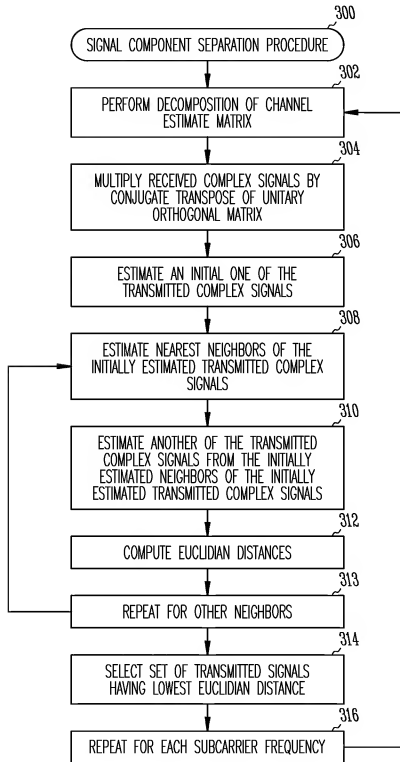 300
SIGNAL COMPONENT SEPARATION PROCEDURE
302
PERFORM DECOMPOSITION OF CHANNEL
ESTIMATE MATRIX
304
MULTIPLY RECEIVED COMPLEX SIGNALS BY
CONJUGATE TRANSPOSE OF UNITARY
ORTHOGONAL MATRIX
306
ESTIMATE AN INITIAL ONE OF THE
TRANSMITTED COMPLEX SIGNALS
308
ESTIMATE NEAREST NEIGHBORS OF THE
INITIALLY ESTIMATED TRANSMITTED COMPLEX
SIGNALS
310
ESTIMATE ANOTHER OF THE TRANSMITTED
COMPLEX SIGNALS FROM THE INITIALLY
ESTIMATED NEIGHBORS OF THE INITIALLY
ESTIMATED TRANSMITTED COMPLEX SIGNALS
312
COMPUTE EUCLIDIAN DISTANCES
313
REPEAT FOR OTHER NEIGHBORS
314
SELECT SET OF TRANSMITTED SIGNALS
HAVING LOWEST EUCLIDIAN DISTANCE
316
REPEAT FOR EACH SUBCARRIER FREQUENCY